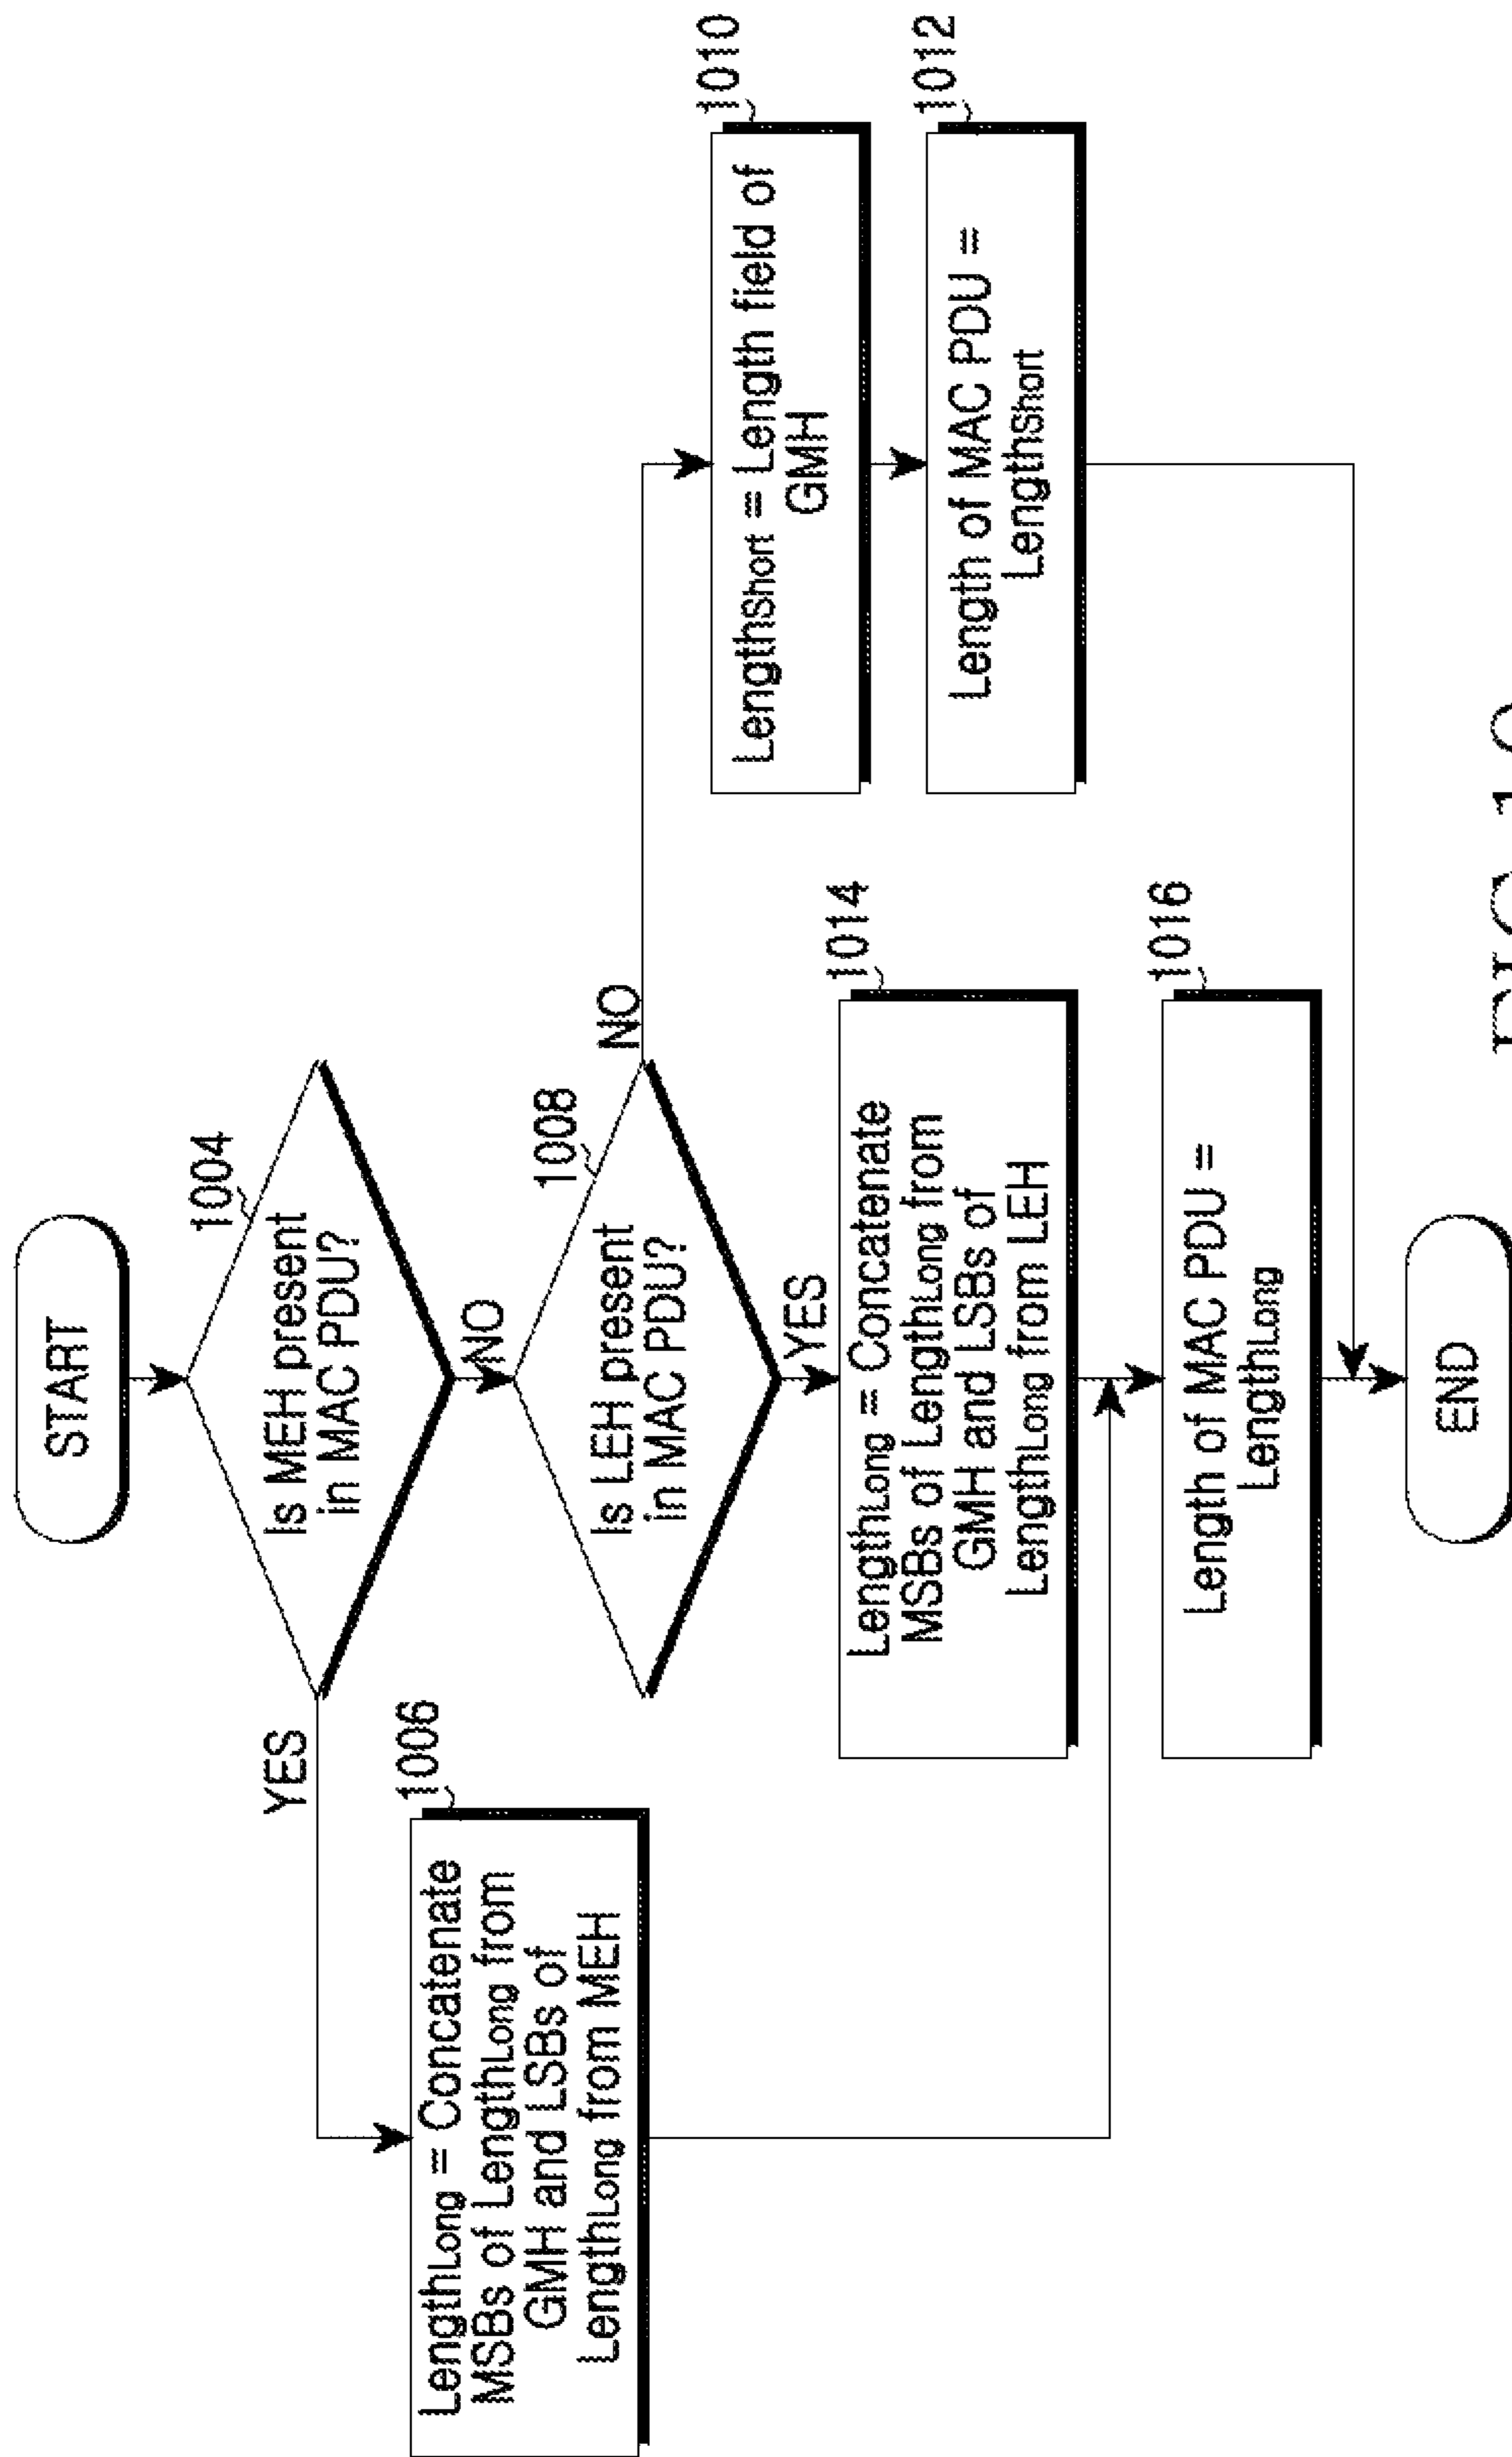 START
1004
Is MEH present
in MAC PDU?
YES
NO
1006
LengthLong = Concatenate
MSBs of LengthLong from
GMH and LSBs of
LengthLong from MEH
1008
Is LEH present
in MAC PDU?
NO
YES
1010
LengthShort = Length field of
GMH
1012
Length of MAC PDU =
LengthShort
1014
LengthLong = Concatenate
MSBs of LengthLong from
GMH and LSBs of
LengthLong from LEH
1016
Length of MAC PDU =
LengthLong
END